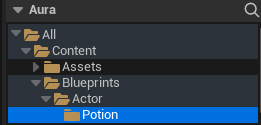 Aura
All
Content
Assets
Blueprints
Actor
Potion